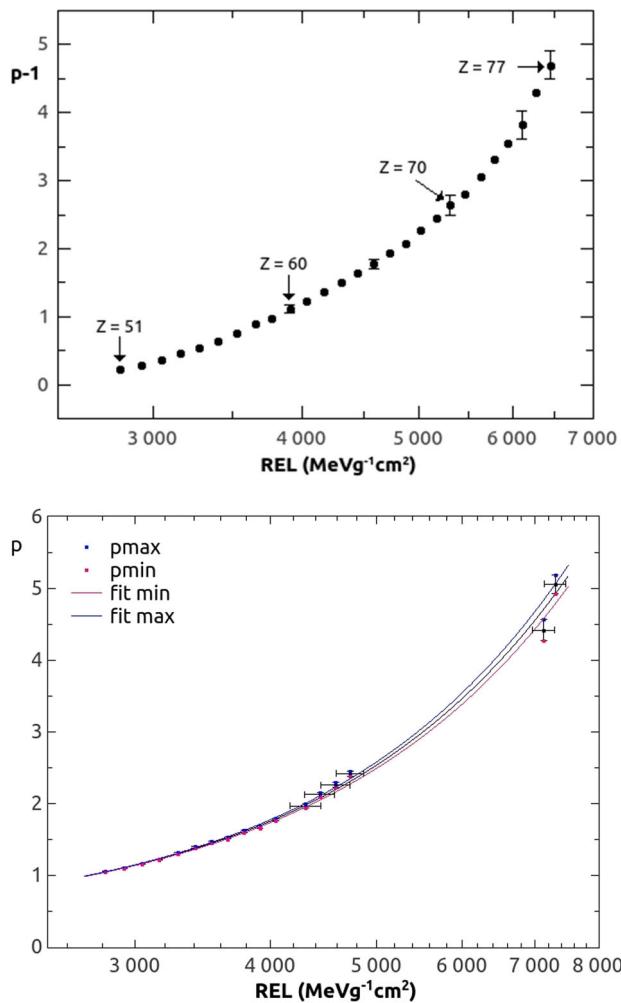 5
p-1
Z = 77
4
3
Z = 70
2
Z = 60
1
Z = 51
0
3 000 4 000 5 000 6 000 7 000
REL (MeVg⁻¹cm²)
6
p
pmax
5
pmin
fit min
4
fit max
3
2
1
0
3 000 4 000 5 000 6 000 7 000 8 000
REL (MeVg⁻¹cm²)